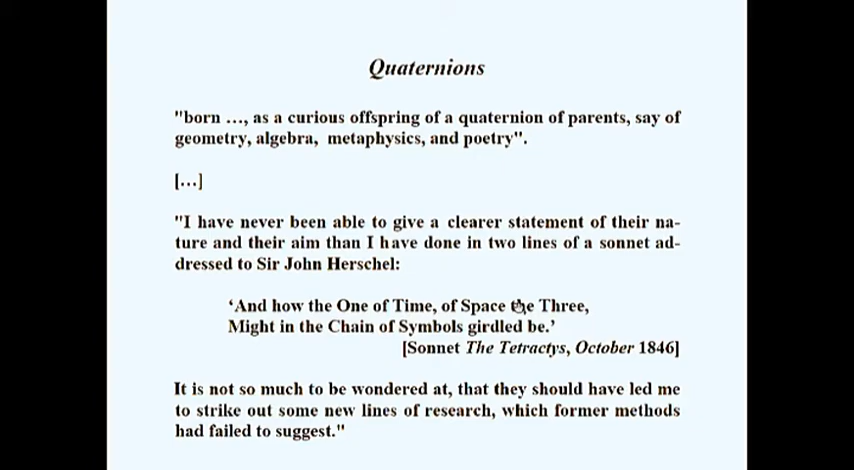 Quaternions
"born ..., as a curious offspring of a quaternion of parents, say of
geometry, algebra, metaphysics, and poetry".
[...]
"I have never been able to give a clearer statement of their na-
ture and their aim than I have done in two lines of a sonnet ad-
dressed to Sir John Herschel:
‘And how the One of Time, of Space the Three,
Might in the Chain of Symbols girdled be.’
[Sonnet The Tetractys, October 1846]
It is not so much to be wondered at, that they should have led me
to strike out some new lines of research, which former methods
had failed to suggest."